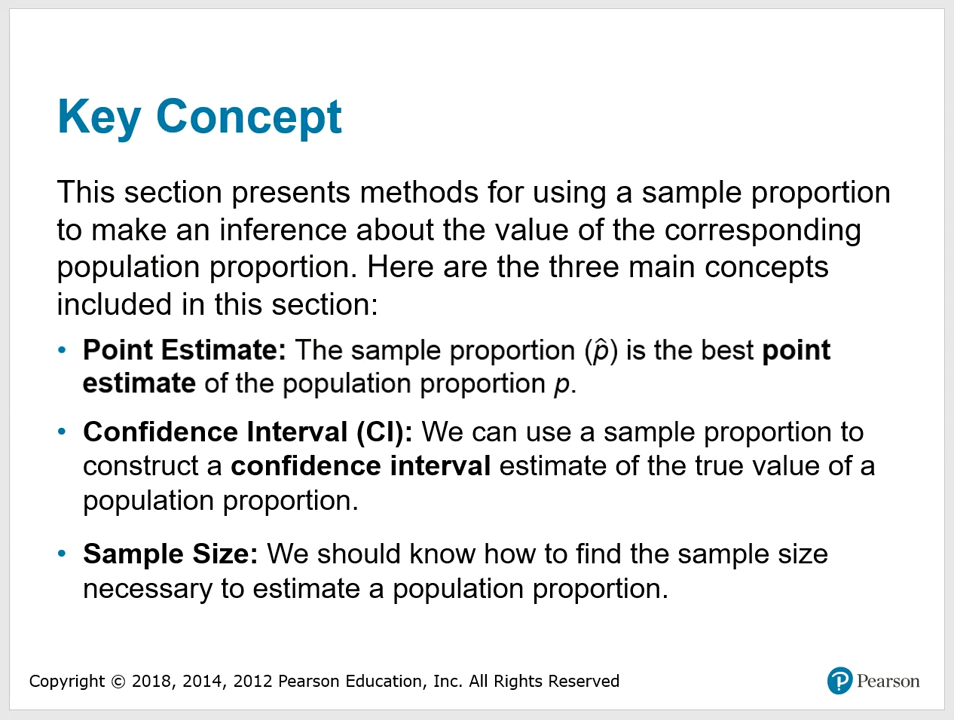 Key Concept
This section presents methods for using a sample proportion
to make an inference about the value of the corresponding
population proportion. Here are the three main concepts
included in this section:
• Point Estimate: The sample proportion (p̂) is the best point
estimate of the population proportion p.
• Confidence Interval (CI): We can use a sample proportion to
construct a confidence interval estimate of the true value of a
population proportion.
• Sample Size: We should know how to find the sample size
necessary to estimate a population proportion.
Copyright © 2018, 2014, 2012 Pearson Education, Inc. All Rights Reserved
Pearson